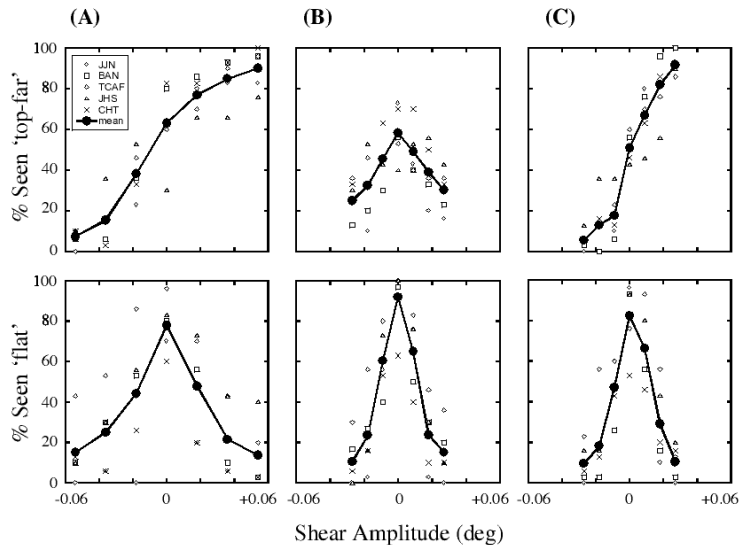 (A)
(B)
(C)
100
80
60
40
20
0
% Seen 'top-far'
JJN
BAN
TCAF
JHS
CHT
mean
100
80
60
40
20
0
% Seen 'flat'
-0.06 0 +0.06
-0.06 0 +0.06
-0.06 0 +0.06
Shear Amplitude (deg)